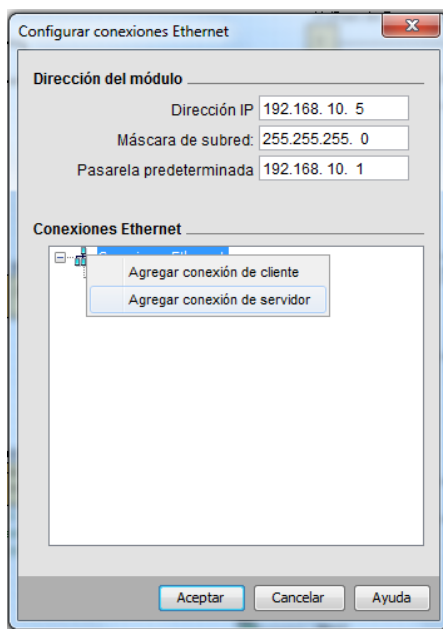 Configurar conexiones Ethernet
Dirección del módulo
Dirección IP 192.168. 10. 5
Máscara de subred: 255.255.255. 0
Pasarela predeterminada 192.168. 10. 1
Conexiones Ethernet
Agregar conexión de cliente
Agregar conexión de servidor
Aceptar Cancelar Ayuda